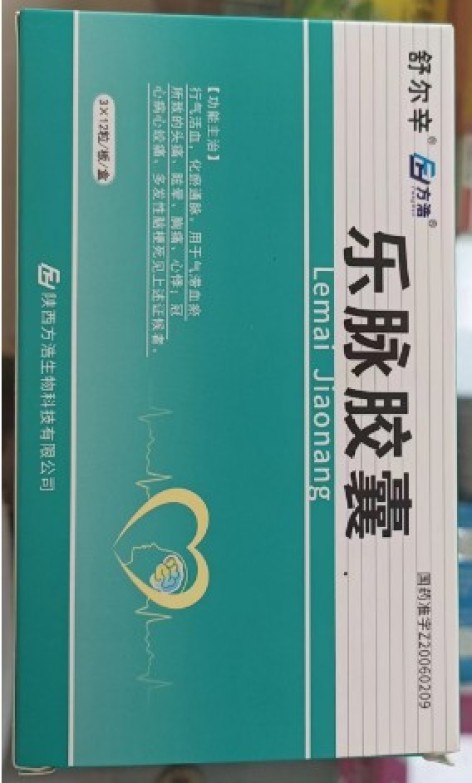 舒尔辛® 方浩®
Fanghao
乐脉胶囊
Lemai Jiaonang
国药准字Z20060209
【功能主治】
行气活血，化瘀通脉。用于气滞血瘀
所致的头痛、眩晕、胸痛、心悸；冠
心病心绞痛、多发性脑梗死见上述证候者。
3×12粒/板/盒
陕西方浩生物科技有限公司